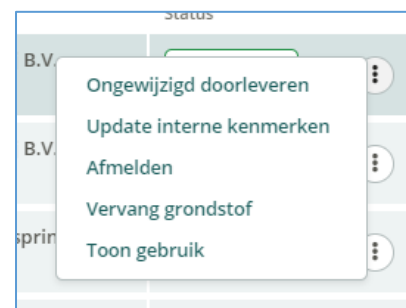 Status
B.V.
Ongewijzigd doorleveren
Update interne kenmerken
B.V.
Afmelden
Vervang grondstof
Toon gebruik